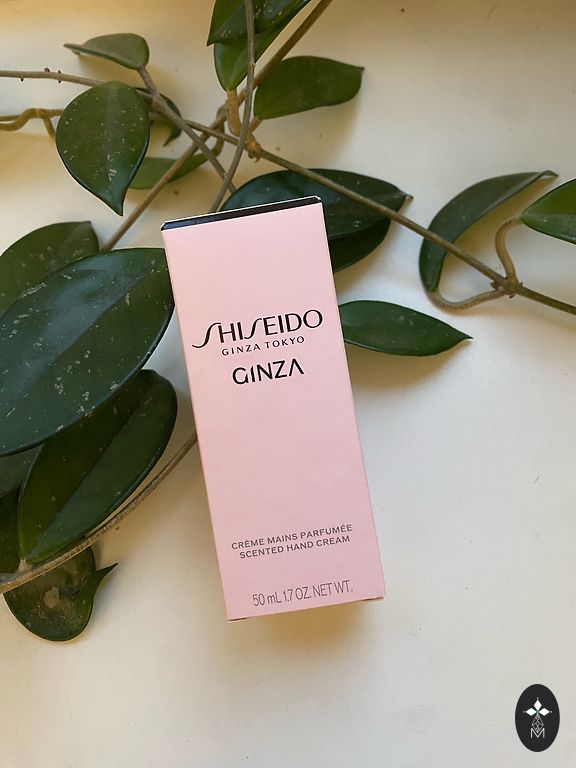 SHISEIDO
GINZA TOKYO
GINZA
CRÈME MAINS PARFUMÉE
SCENTED HAND CREAM
50 mL 1.7 OZ. NET WT.
M